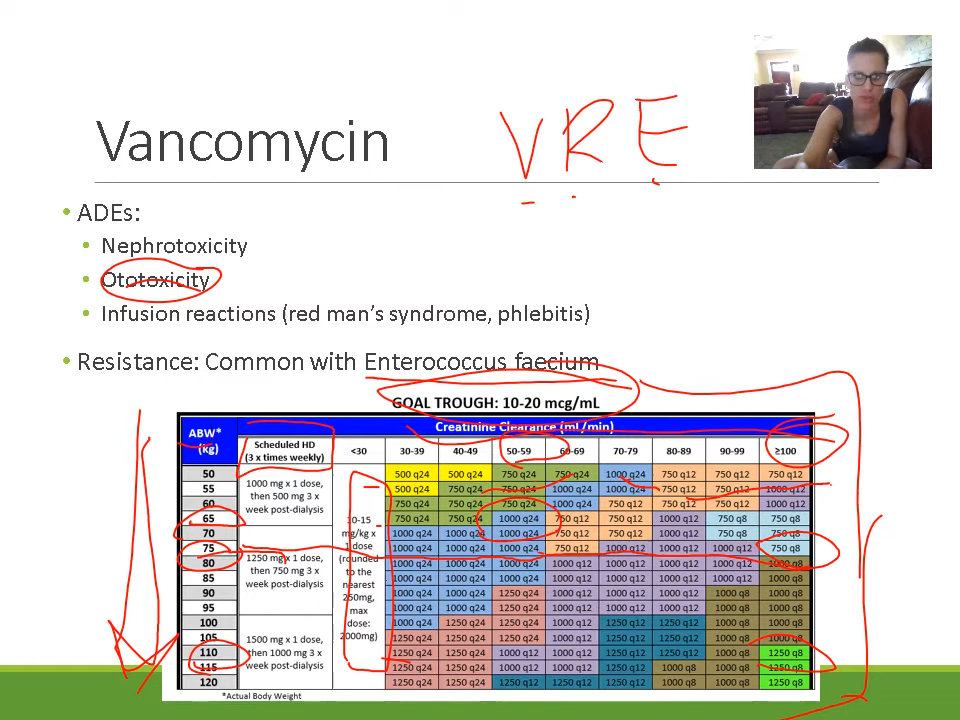 VRE
Vancomycin
• ADEs:
• Nephrotoxicity
• Ototoxicity
• Infusion reactions (red man's syndrome, phlebitis)
• Resistance: Common with Enterococcus faecium
GOAL TROUGH: 10-20 mcg/mL
ABW* (kg) Creatinine Clearance (mL/min)
Scheduled HD (3 x times weekly) <30 30-39 40-49 50-59 60-69 70-79 80-89 90-99 ≥100
1000 mg x 1 dose,
then 500 mg 3 x
week post-dialysis
1250 mg x 1 dose,
then 750 mg 3 x
week post-dialysis
1500 mg x 1 dose,
then 1000 mg 3 x
week post-dialysis
10-15
mg/kg x
1 dose
(rounded
to the
nearest
250mg,
max
dose:
2000mg)
50 500 q24 500 q24 750 q24 750 q24 1000 q24 750 q12 750 q12 750 q12
55 500 q24 750 q24 750 q24 1000 q24 1000 q24 750 q12 750 q12 1000 q12
60 750 q24 750 q24 750 q24 1000 q24 750 q12 750 q12 750 q12 1000 q12
65 750 q24 750 q24 1000 q24 750 q12 750 q12 1000 q12 750 q8 750 q8
70 1000 q24 1000 q24 1000 q24 750 q12 750 q12 1000 q12 750 q8 750 q8
75 1000 q24 1000 q24 1000 q24 750 q12 1000 q12 1000 q12 1000 q12 750 q8
80 1000 q24 1000 q24 1000 q24 1000 q12 1000 q12 1000 q12 1000 q12 1000 q8
85 1000 q24 1000 q24 1000 q24 1000 q12 1000 q12 1000 q12 1000 q12 1000 q8
90 1000 q24 1000 q24 1250 q24 1000 q12 1000 q12 1000 q12 1000 q8 1000 q8
95 1000 q24 1000 q24 1250 q24 1000 q12 1000 q12 1000 q12 1000 q8 1000 q8
100 1000 q24 1250 q24 1250 q24 1000 q12 1250 q12 1250 q12 1000 q8 1000 q8
105 1250 q24 1250 q24 1250 q24 1000 q12 1250 q12 1250 q12 1000 q8 1000 q8
110 1250 q24 1250 q24 1000 q12 1000 q12 1250 q12 1250 q12 1000 q8 1250 q8
115 1250 q24 1250 q24 1000 q12 1000 q12 1250 q12 1000 q8 1000 q8 1250 q8
120 1250 q24 1250 q24 1250 q12 1250 q12 1250 q12 1000 q8 1000 q8 1250 q8
*Actual Body Weight